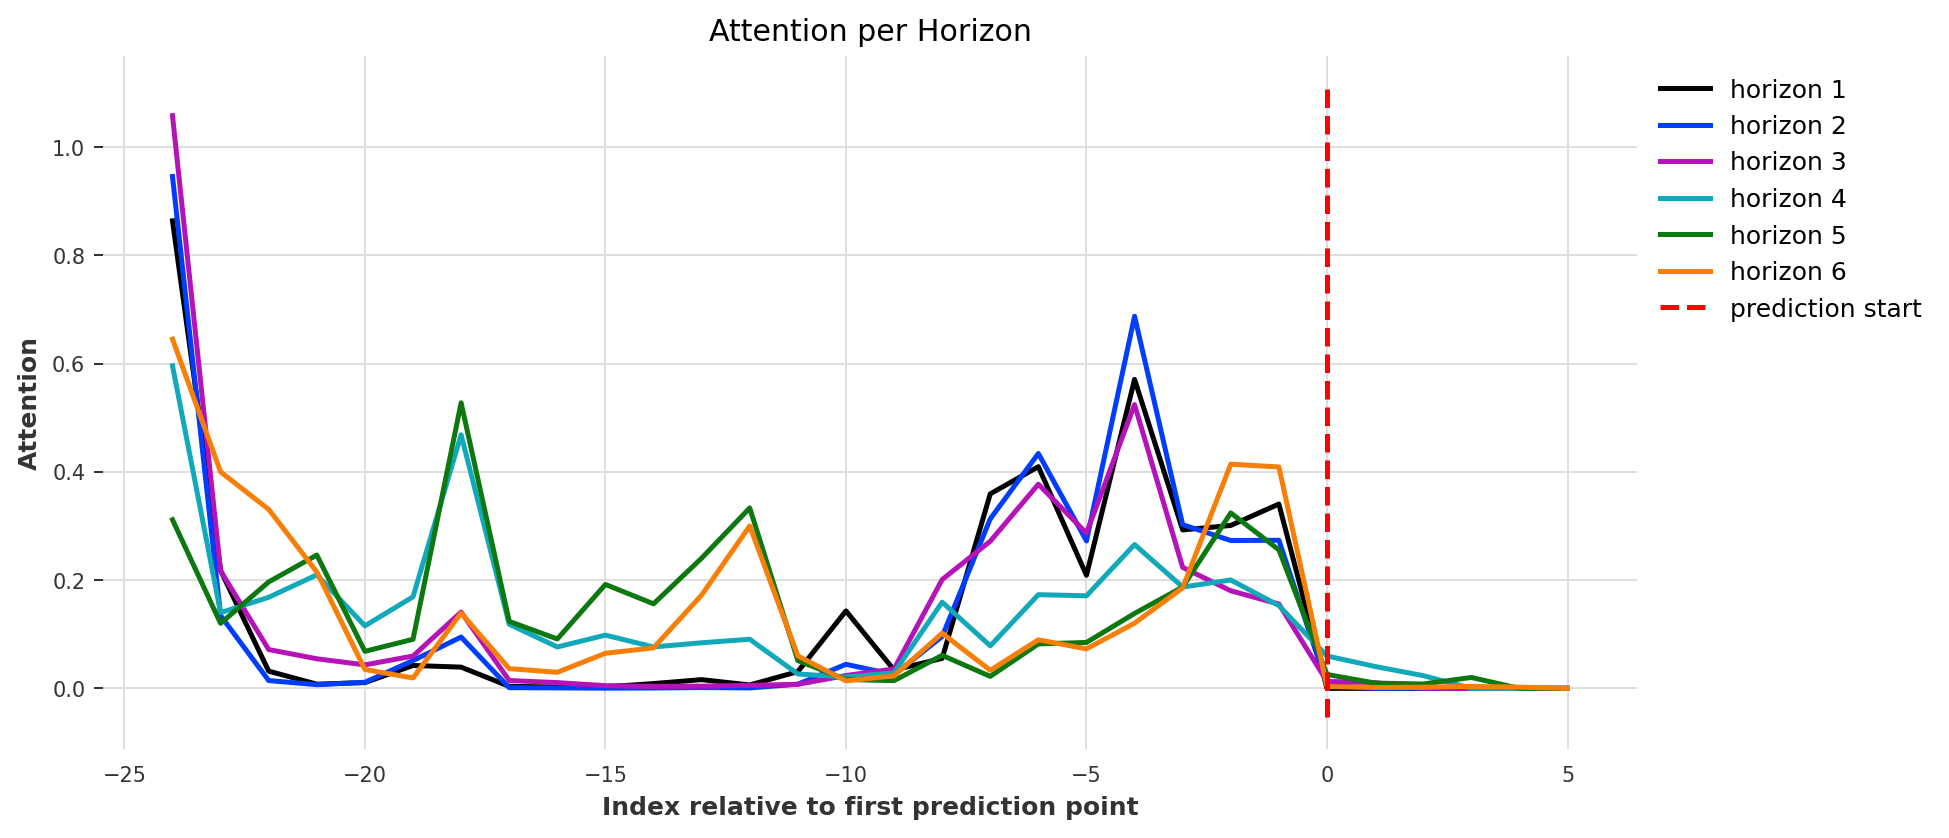 Attention per Horizon
horizon 1
horizon 2
horizon 3
horizon 4
horizon 5
horizon 6
prediction start
Attention
1.0
0.8
0.6
0.4
0.2
0.0
−25
−20
−15
−10
−5
0
5
Index relative to first prediction point